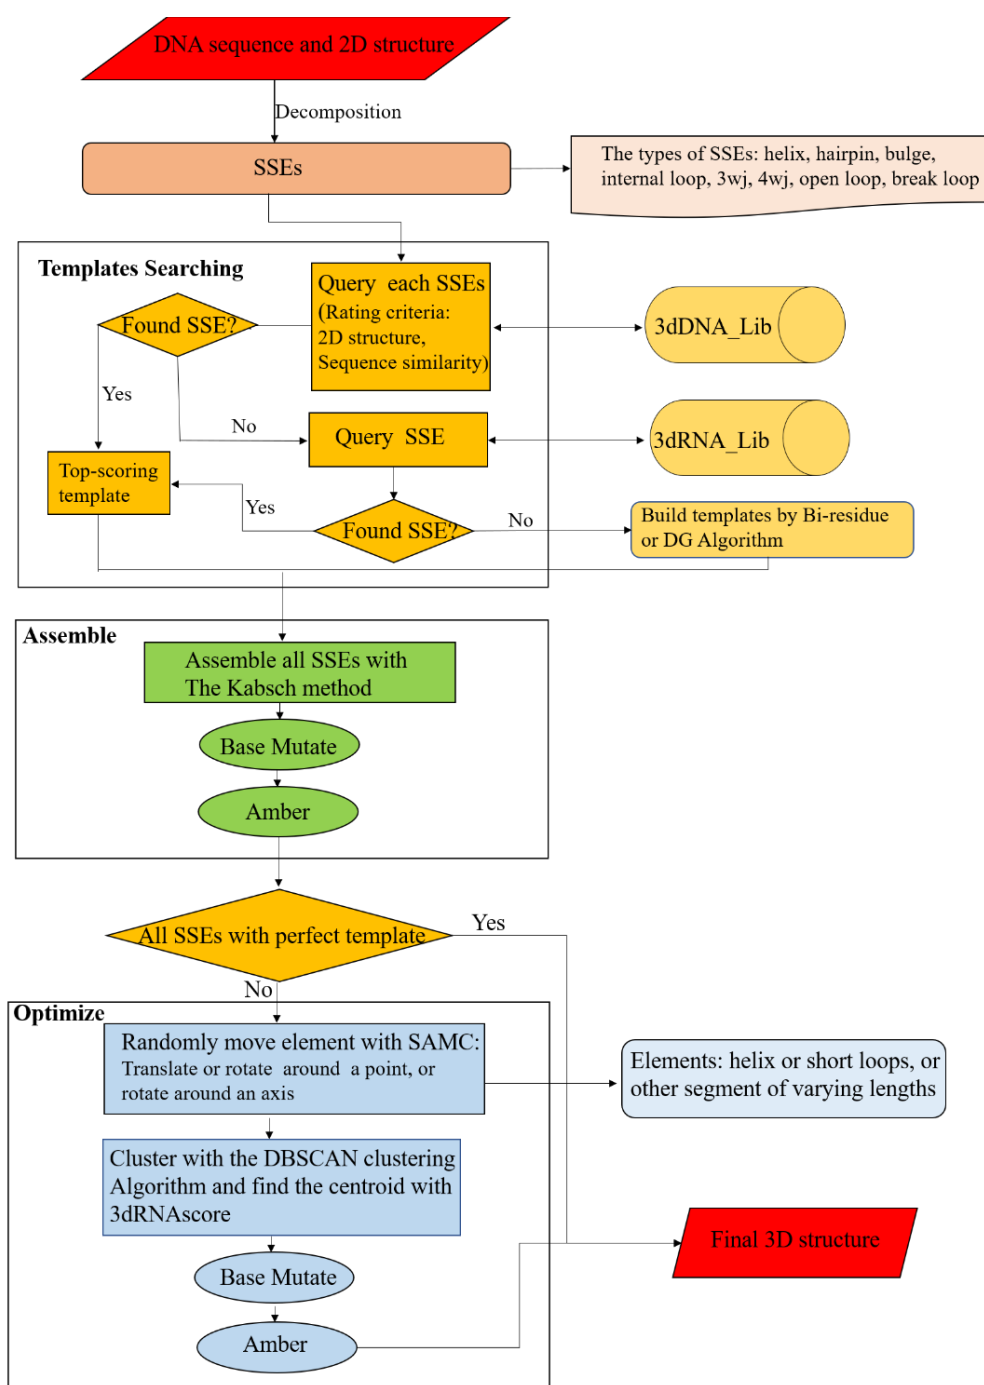 DNA sequence and 2D structure
Decomposition
SSEs
The types of SSEs: helix, hairpin, bulge,
internal loop, 3wj, 4wj, open loop, break loop
Templates Searching
Query each SSEs
(Rating criteria:
2D structure,
Sequence similarity)
Found SSE?
3dDNA_Lib
Yes
No
Query SSE
3dRNA_Lib
Top-scoring
template
Yes
Found SSE?
No
Build templates by Bi-residue
or DG Algorithm
Assemble
Assemble all SSEs with
The Kabsch method
Base Mutate
Amber
All SSEs with perfect template
Yes
No
Optimize
Randomly move element with SAMC:
Translate or rotate around a point, or
rotate around an axis
Elements: helix or short loops, or
other segment of varying lengths
Cluster with the DBSCAN clustering
Algorithm and find the centroid with
3dRNAscore
Final 3D structure
Base Mutate
Amber